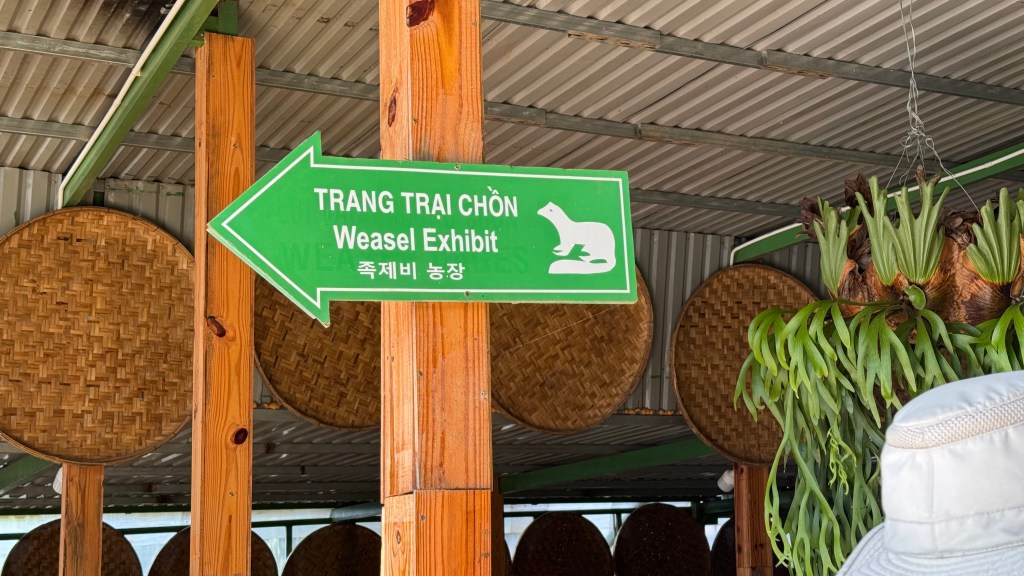 TRANG TRẠI CHỒN
Weasel Exhibit
족제비 농장